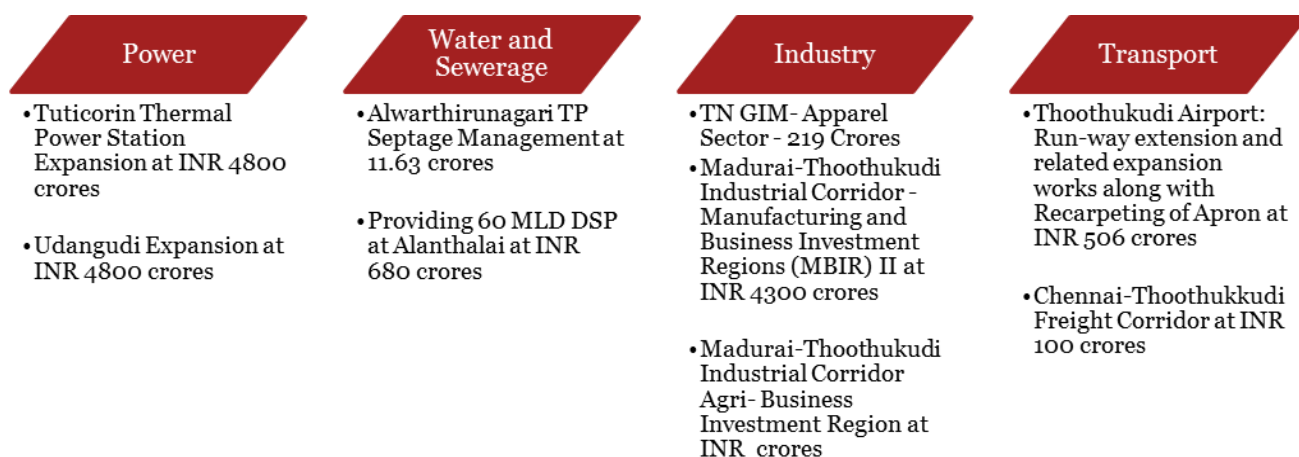 Power
•Tuticorin Thermal
Power Station
Expansion at INR 4800
crores
•Udangudi Expansion at
INR 4800 crores
Water and
Sewerage
•Alwarthirunagari TP
Septage Management at
11.63 crores
•Providing 60 MLD DSP
at Alanthalai at INR
680 crores
Industry
•TN GIM- Apparel
Sector - 219 Crores
•Madurai-Thoothukudi
Industrial Corridor -
Manufacturing and
Business Investment
Regions (MBIR) II at
INR 4300 crores
•Madurai-Thoothukudi
Industrial Corridor
Agri- Business
Investment Region at
INR  crores
Transport
•Thoothukudi Airport:
Run-way extension and
related expansion
works along with
Recarpeting of Apron at
INR 506 crores
•Chennai-Thoothukkudi
Freight Corridor at INR
100 crores